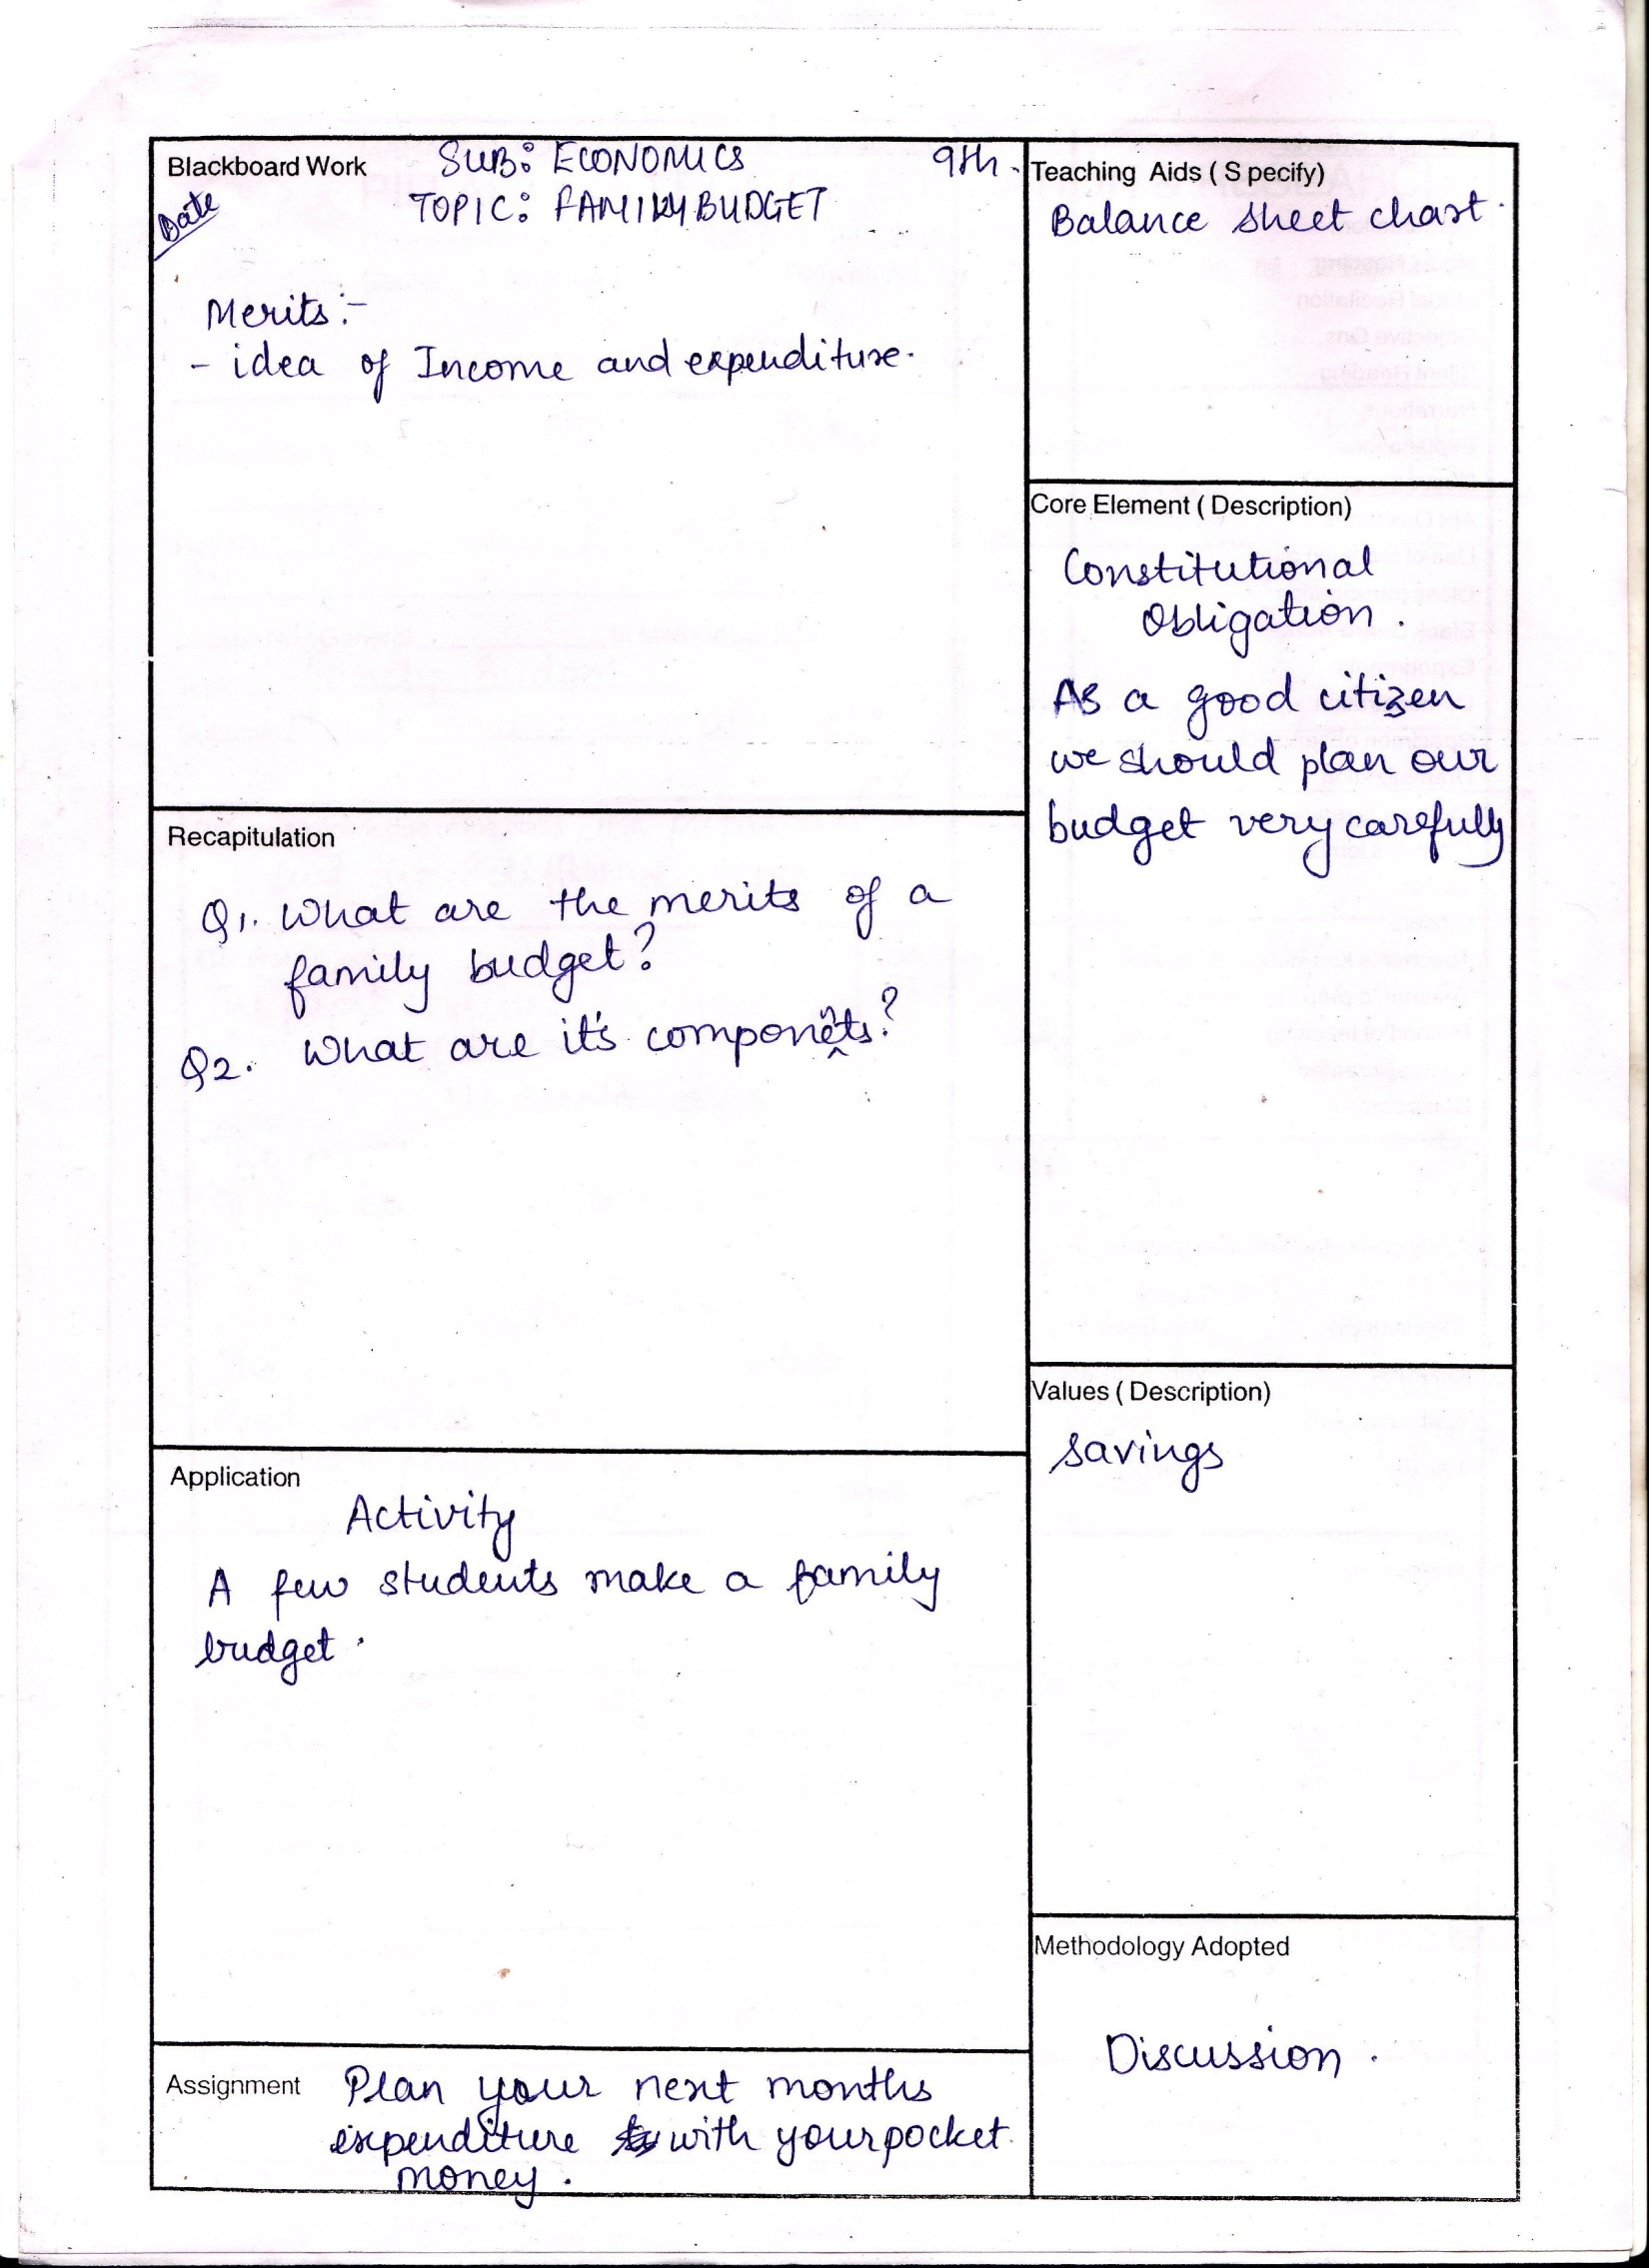 Blackboard Work
SUB: ECONOMICS
9th.
Date
TOPIC: FAMILY BUDGET
Merits:-
- idea of Income and expenditure.
Recapitulation
Q1. What are the merits of a
family budget?
Q2. What are it's components?
Application
Activity
A few students make a family
budget.
Assignment
Plan your next months
expenditure with your pocket
money.
Teaching Aids ( S pecify)
Balance sheet chart.
Core Element ( Description)
Constitutional
Obligation.
As a good citizen
we should plan our
budget very carefully
Values ( Description)
Savings
Methodology Adopted
Discussion.